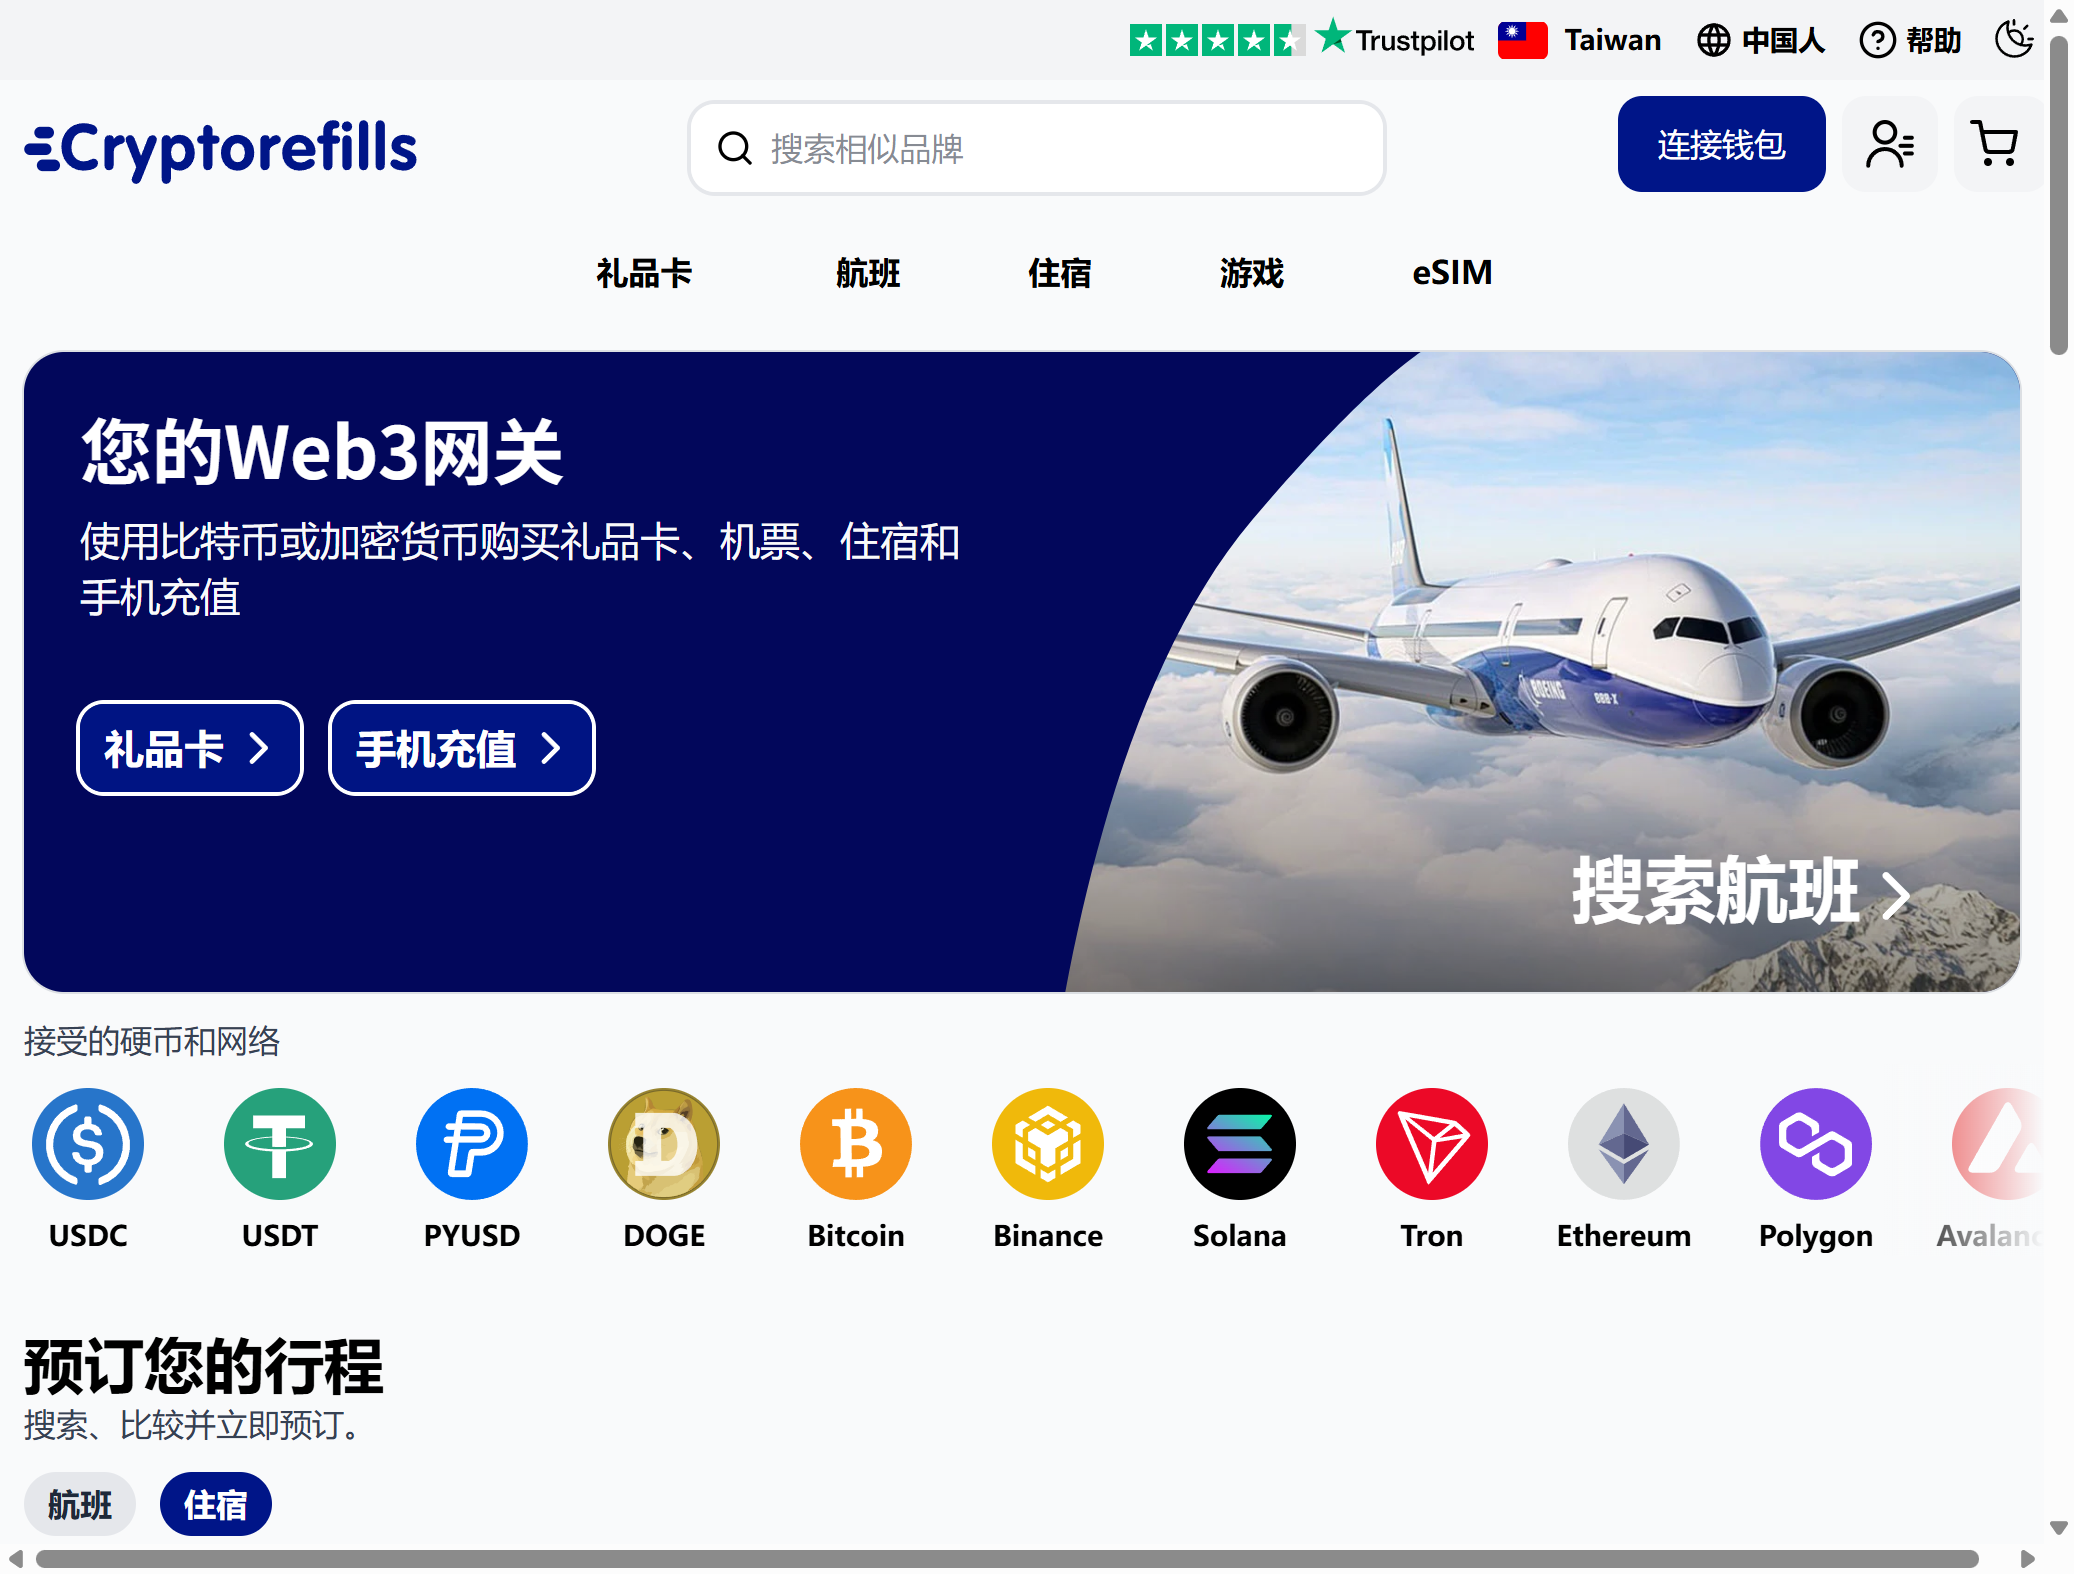 Trustpilot
Taiwan
中国人
帮助
Cryptorefills
搜索相似品牌
连接钱包
礼品卡
航班
住宿
游戏
eSIM
您的Web3网关
使用比特币或加密货币购买礼品卡、机票、住宿和
手机充值
礼品卡
手机充值
BOEING
搜索航班
接受的硬币和网络
USDC
USDT
PYUSD
DOGE
Bitcoin
Binance
Solana
Tron
Ethereum
Polygon
Avalanc
预订您的行程
搜索、比较并立即预订。
航班
住宿